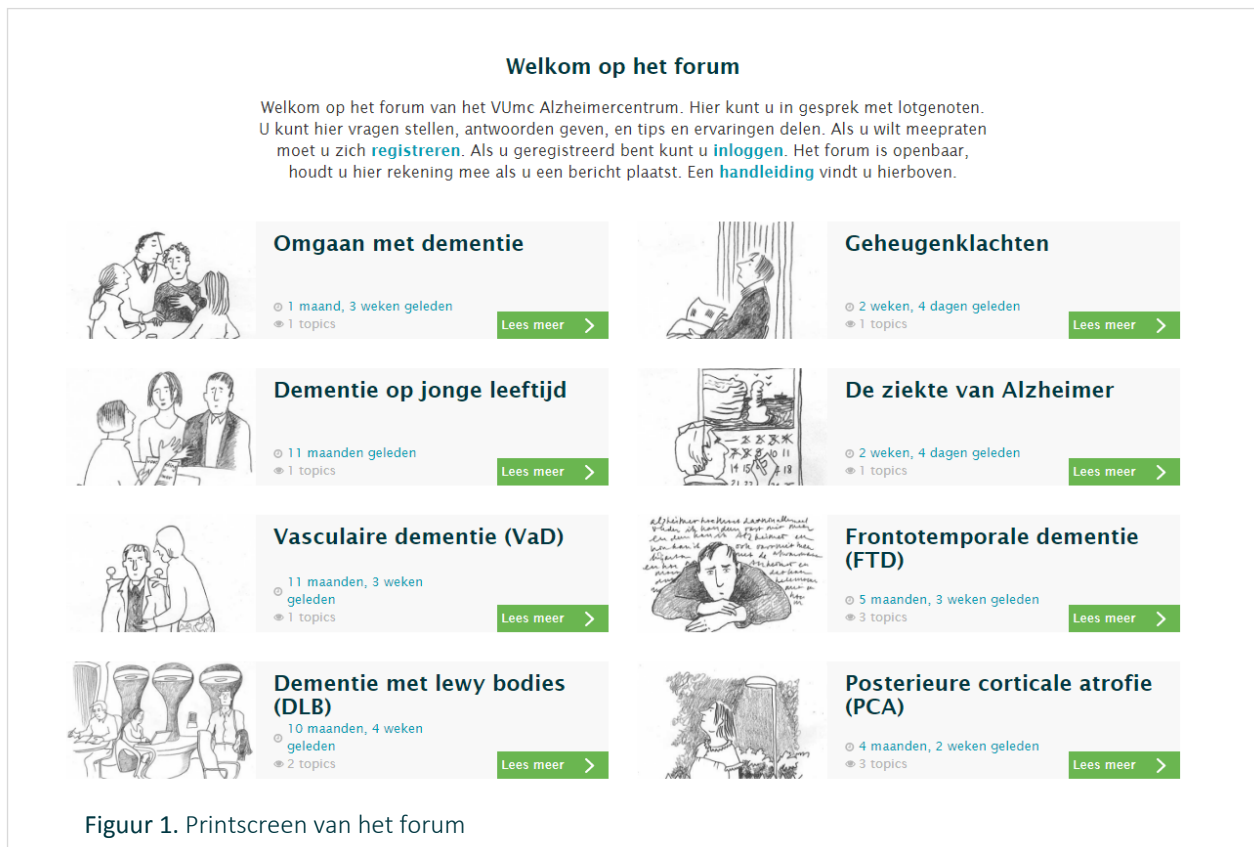 Welkom op het forum
Welkom op het forum van het VUmc Alzheimercentrum. Hier kunt u in gesprek met lotgenoten.
U kunt hier vragen stellen, antwoorden geven, en tips en ervaringen delen. Als u wilt meepraten
moet u zich registreren. Als u geregistreerd bent kunt u inloggen. Het forum is openbaar,
houdt u hier rekening mee als u een bericht plaatst. Een handleiding vindt u hierboven.
Omgaan met dementie
1 maand, 3 weken geleden
1 topics
Lees meer
Geheugenklachten
2 weken, 4 dagen geleden
1 topics
Lees meer
Dementie op jonge leeftijd
11 maanden geleden
1 topics
Lees meer
De ziekte van Alzheimer
2 weken, 4 dagen geleden
1 topics
Lees meer
Vasculaire dementie (VaD)
11 maanden, 3 weken
geleden
1 topics
Lees meer
Frontotemporale dementie
(FTD)
5 maanden, 3 weken geleden
3 topics
Lees meer
Dementie met lewy bodies
(DLB)
10 maanden, 4 weken
geleden
2 topics
Lees meer
Posterieure corticale atrofie
(PCA)
4 maanden, 2 weken geleden
3 topics
Lees meer
Figuur 1. Printscreen van het forum